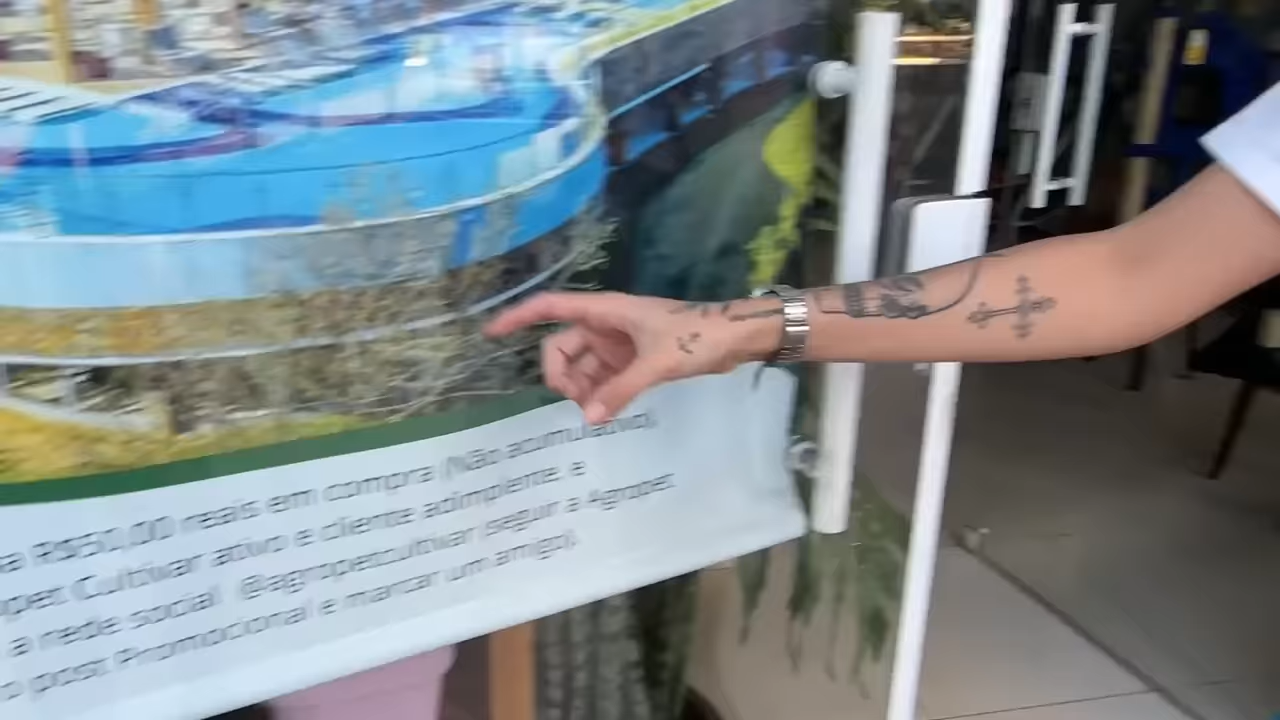 a R$50,00 reais em compra (Não acumulativo),
pet Cultivar ativo e cliente adimplente, e
a rede social @agropetcultivar (seguir a Agropet
o post Promocional e marcar um amigo).